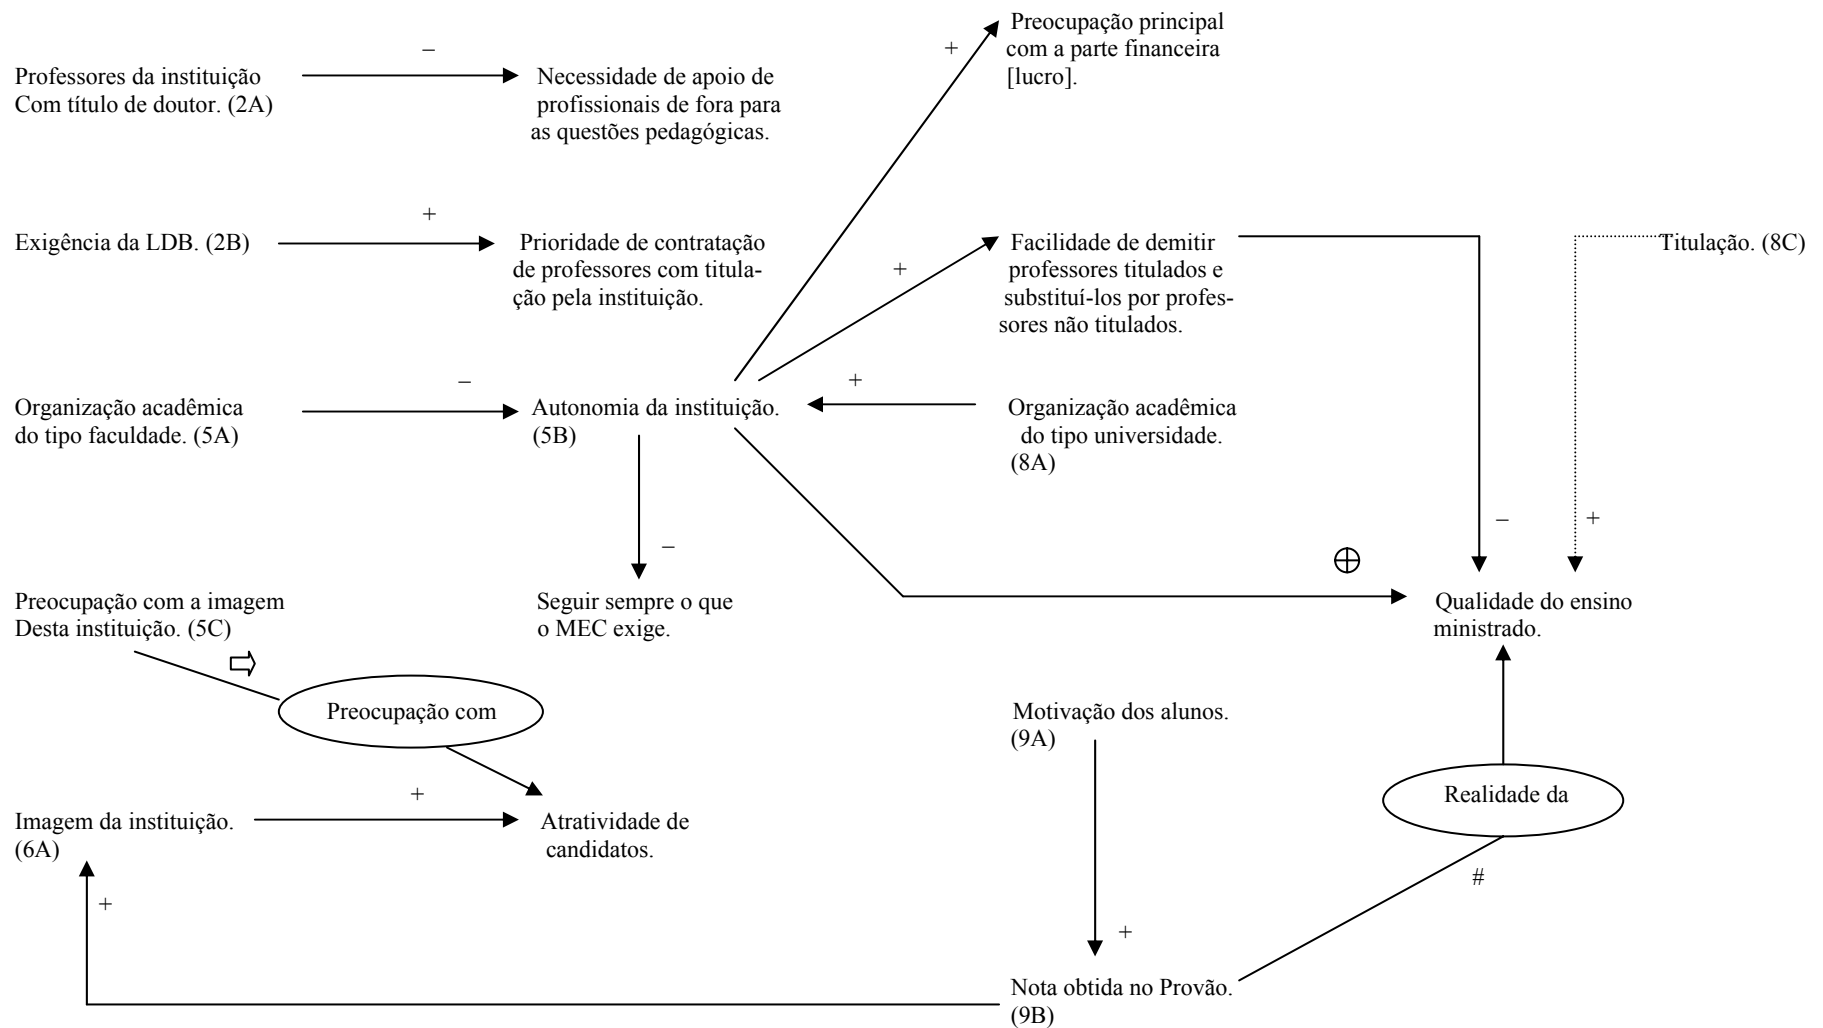 Preocupação principal
com a parte financeira
[lucro].
+
–
Professores da instituição
Com título de doutor. (2A)
Necessidade de apoio de
profissionais de fora para
as questões pedagógicas.
+
Exigência da LDB. (2B)
Prioridade de contratação
de professores com titula-
ção pela instituição.
+
Facilidade de demitir
professores titulados e
substituí-los por profes-
sores não titulados.
Titulação. (8C)
–
Organização acadêmica
do tipo faculdade. (5A)
Autonomia da instituição.
(5B)
+
Organização acadêmica
do tipo universidade.
(8A)
–
+
–
⊕
Preocupação com a imagem
Desta instituição. (5C)
Seguir sempre o que
o MEC exige.
Qualidade do ensino
ministrado.
Preocupação com
Motivação dos alunos.
(9A)
Realidade da
+
Imagem da instituição.
(6A)
Atratividade de
candidatos.
#
+
+
Nota obtida no Provão.
(9B)